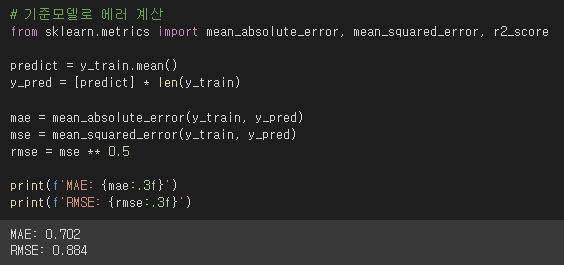 # 기준모델로 에러 계산
from sklearn.metrics import mean_absolute_error, mean_squared_error, r2_score
predict = y_train.mean()
y_pred = [predict] * len(y_train)
mae = mean_absolute_error(y_train, y_pred)
mse = mean_squared_error(y_train, y_pred)
rmse = mse ** 0.5
print(f'MAE: {mae:.3f}')
print(f'RMSE: {rmse:.3f}')
MAE: 0.702
RMSE: 0.884